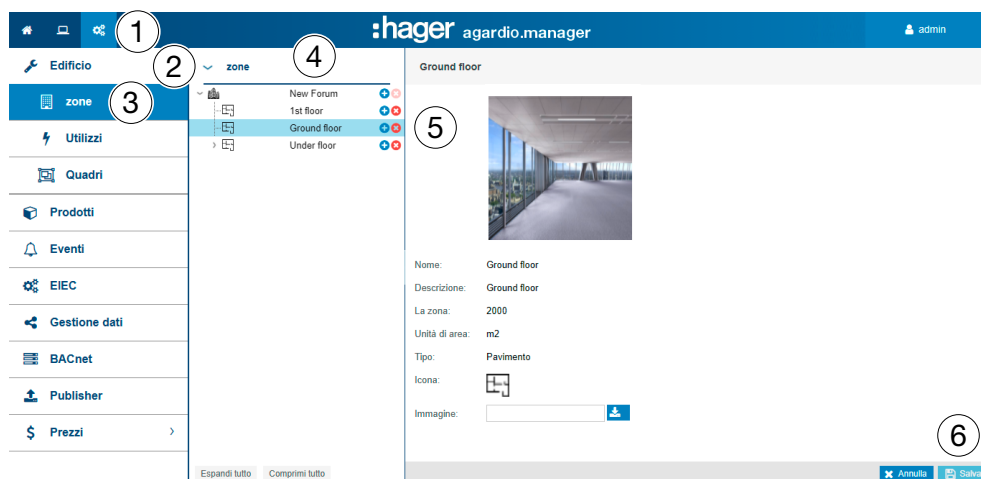 1
:hager agardio.manager
admin
Edificio
2
zone
4
Ground floor
zone
3
New Forum
1st floor
Ground floor
Under floor
5
Utilizzi
Quadri
Prodotti
Eventi
EIEC
Gestione dati
BACnet
Publisher
$ Prezzi
Nome: Ground floor
Descrizione: Ground floor
La zona: 2000
Unità di area: m2
Tipo: Pavimento
Icona:
Immagine:
6
Espandi tutto Comprimi tutto
Annulla Salva